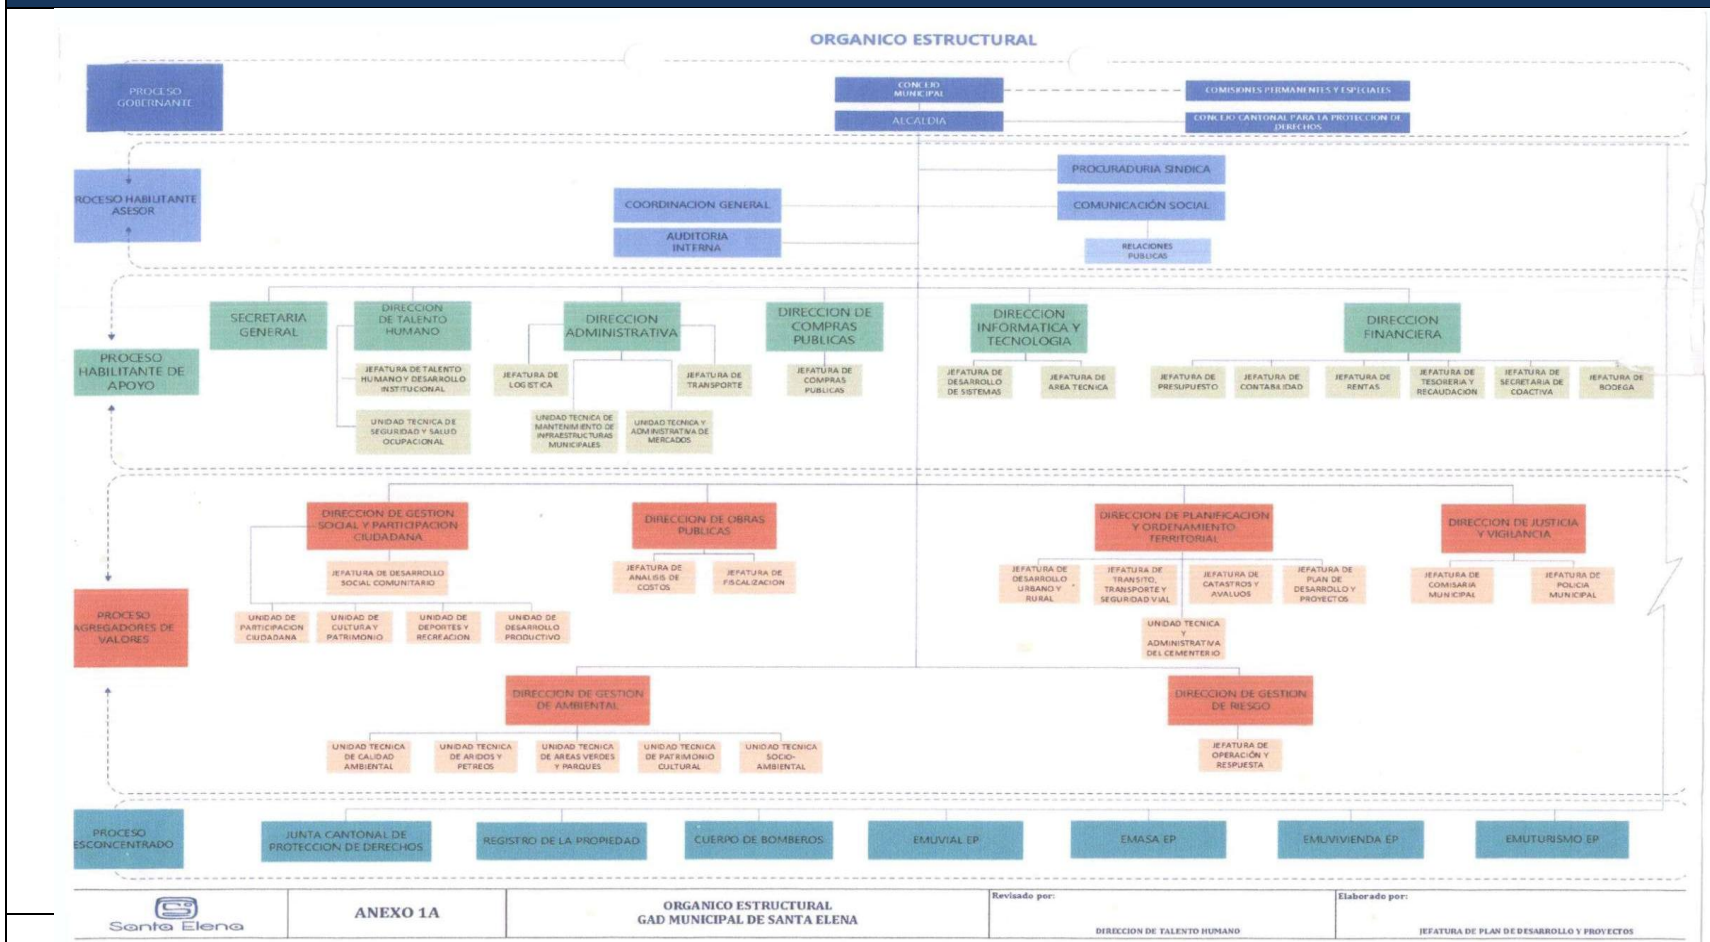 ORGANICO ESTRUCTURAL
PROCESO
GOBERNANTE
CONCEJO
MUNICIPAL
COMISIONES PERMANENTES Y ESPECIALES
ALCALDIA
CONCEJO CANTONAL PARA LA PROTECCION DE
DERECHOS
ROCESO HABILITANTE
ASESOR
PROCURADURIA SINDICA
COORDINACION GENERAL
COMUNICACIÓN SOCIAL
AUDITORIA
INTERNA
RELACIONES
PUBLICAS
PROCESO
HABILITANTE DE
APOYO
SECRETARIA
GENERAL
DIRECCION
DE TALENTO
HUMANO
DIRECCION
ADMINISTRATIVA
DIRECCION DE
COMPRAS
PUBLICAS
DIRECCION
INFORMATICA Y
TECNOLOGIA
DIRECCION
FINANCIERA
JEFATURA DE TALENTO
HUMANO Y DESARROLLO
INSTITUCIONAL
JEFATURA DE
LOGISTICA
JEFATURA DE
TRANSPORTE
JEFATURA DE
COMPRAS
PUBLICAS
JEFATURA DE
DESARROLLO
DE SISTEMAS
JEFATURA DE
AREA TECNICA
JEFATURA DE
PRESUPUESTO
JEFATURA DE
CONTABILIDAD
JEFATURA DE
RENTAS
JEFATURA DE
TESORERIA Y
RECAUDACION
JEFATURA DE
SECRETARIA DE
COACTIVA
JEFATURA DE
BODEGA
UNIDAD TECNICA DE
SEGURIDAD Y SALUD
OCUPACIONAL
UNIDAD TECNICA DE
MANTENIMIENTO DE
INFRAESTRUCTURAS
MUNICIPALES
UNIDAD TECNICA Y
ADMINISTRATIVA DE
MERCADOS
PROCESO
AGREGADORES DE
VALORES
DIRECCION DE GESTION
SOCIAL Y PARTICIPACION
CIUDADANA
DIRECCION DE OBRAS
PUBLICAS
DIRECCION DE PLANIFICACION
Y ORDENAMIENTO
TERRITORIAL
DIRECCION DE JUSTICIA
Y VIGILANCIA
JEFATURA DE DESARROLLO
SOCIAL COMUNITARIO
JEFATURA DE
ANALISIS DE
COSTOS
JEFATURA DE
FISCALIZACION
JEFATURA DE
DESARROLLO
URBANO Y
RURAL
JEFATURA DE
TRANSITO,
TRANSPORTE Y
SEGURIDAD VIAL
JEFATURA DE
CATASTROS Y
AVALUOS
JEFATURA DE
PLAN DE
DESARROLLO Y
PROYECTOS
JEFATURA DE
COMISARIA
MUNICIPAL
JEFATURA DE
POLICIA
MUNICIPAL
UNIDAD DE
PARTICIPACION
CIUDADANA
UNIDAD DE
CULTURA Y
PATRIMONIO
UNIDAD DE
DEPORTES Y
RECREACION
UNIDAD DE
DESARROLLO
PRODUCTIVO
UNIDAD TECNICA
Y
ADMINISTRATIVA
DEL CEMENTERIO
DIRECCION DE GESTION
DE AMBIENTAL
DIRECCION DE GESTION
DE RIESGO
UNIDAD TECNICA
DE CALIDAD
AMBIENTAL
UNIDAD TECNICA
DE ARIDOS Y
PETREOS
UNIDAD TECNICA
DE AREAS VERDES
Y PARQUES
UNIDAD TECNICA
DE PATRIMONIO
CULTURAL
UNIDAD TECNICA
SOCIO-
AMBIENTAL
JEFATURA DE
OPERACIÓN Y
RESPUESTA
PROCESO
ESCONCENTRADO
JUNTA CANTONAL DE
PROTECCION DE DERECHOS
REGISTRO DE LA PROPIEDAD
CUERPO DE BOMBEROS
EMUVIAL EP
EMASA EP
EMUVIVIENDA EP
EMUTURISMO EP
Santa Elena
ANEXO 1A
ORGANICO ESTRUCTURAL
GAD MUNICIPAL DE SANTA ELENA
Revisado por:
DIRECCION DE TALENTO HUMANO
Elaborado por:
JEFATURA DE PLAN DE DESARROLLO Y PROYECTOS